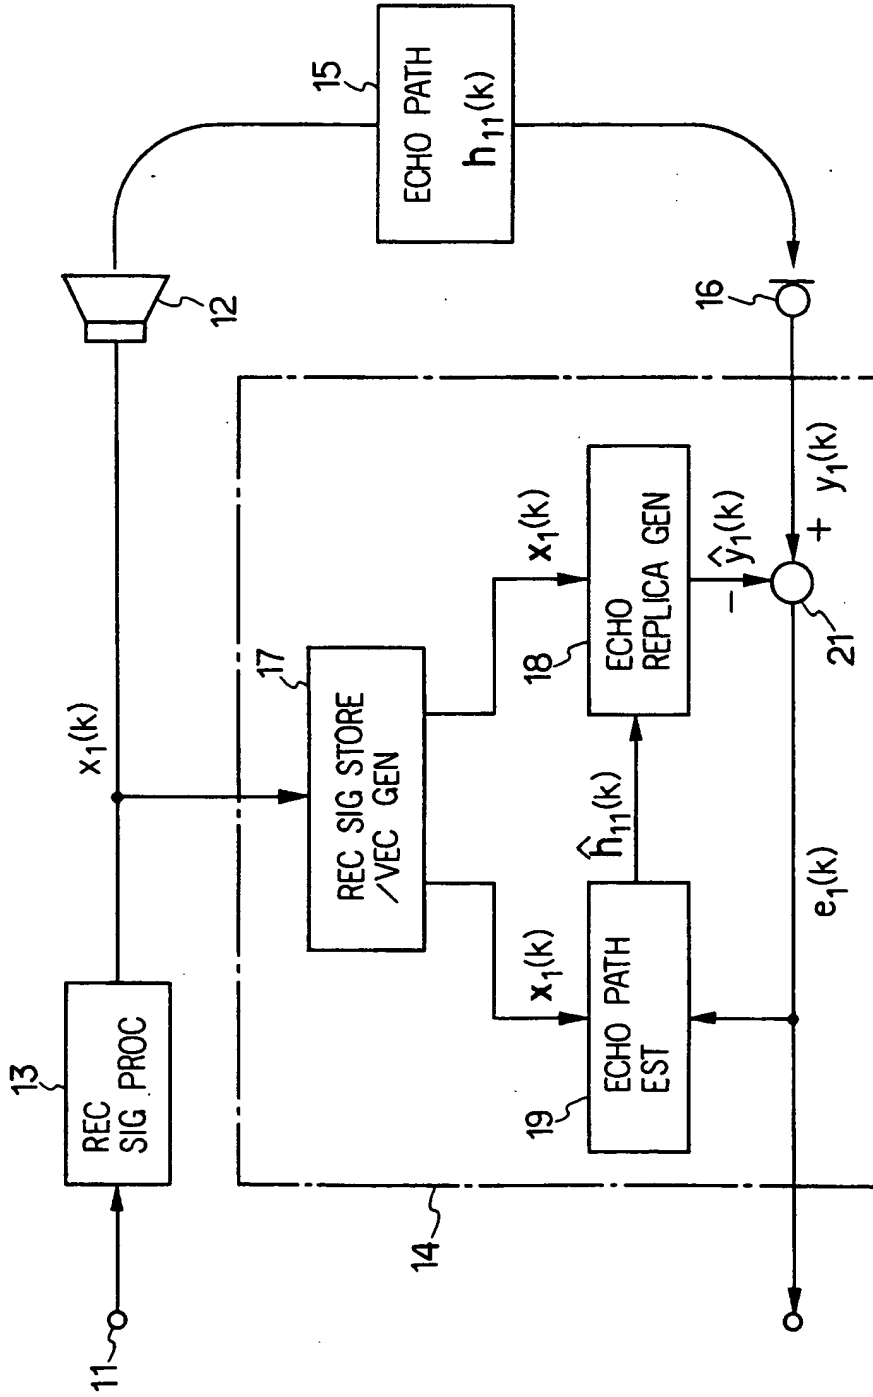 11
13
REC
SIG PROC
x₁(k)
12
15
ECHO PATH
h₁₁(k)
14
17
REC SIG STORE
/VEC GEN
x₁(k)
x₁(k)
19
ECHO PATH
EST
ĥ₁₁(k)
18
ECHO
REPLICA GEN
ŷ₁(k)
−
+
16
y₁(k)
21
e₁(k)